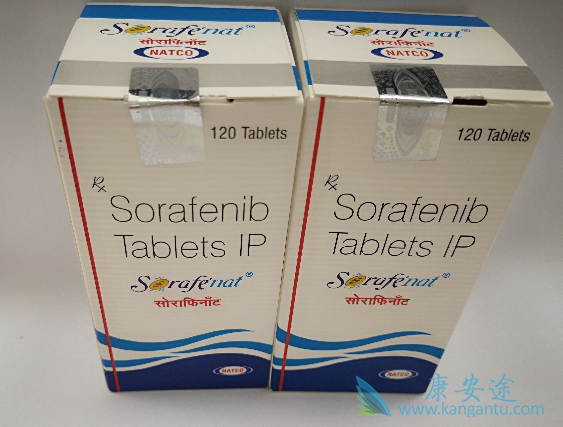 Sorafenat®
सोराफिनॉट
NATCO
120 Tablets
Rx
Sorafenib
Tablets IP
Sorafenat®
सोराफिनॉट
NATCO
Sorafenat®
सोराफिनॉट
NATCO
120 Tablets
Rx
Sorafenib
Tablets IP
Sorafenat®
सोराफिनॉट
NATCO
康安途
www.kangantu.com